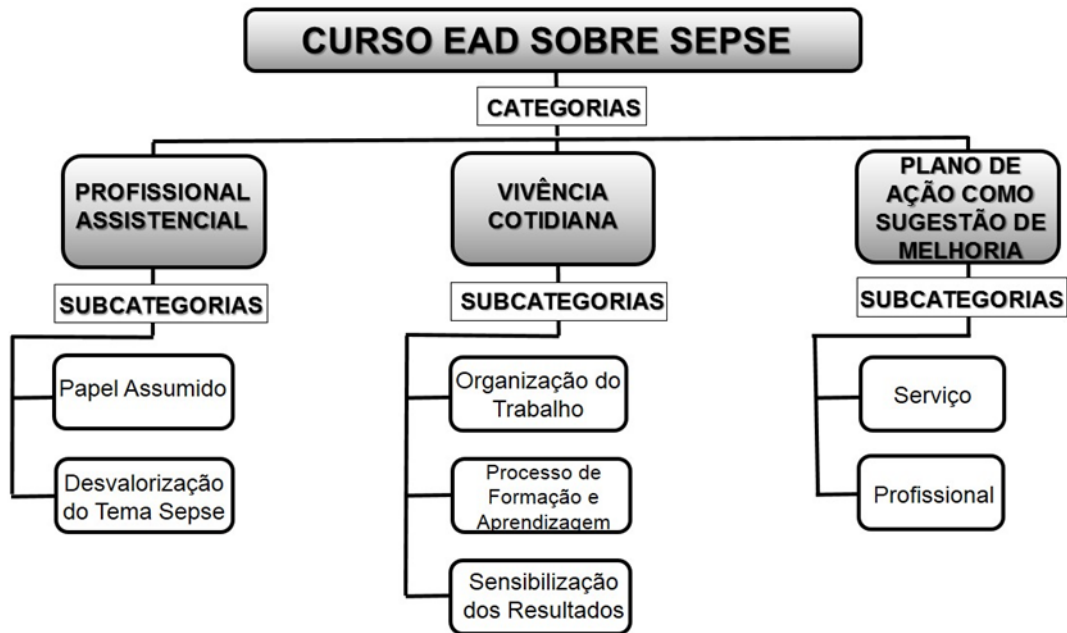 CURSO EAD SOBRE SEPSE
CATEGORIAS
PROFISSIONAL
ASSISTENCIAL
SUBCATEGORIAS
Papel Assumido
Desvalorização
do Tema Sepse
VIVÊNCIA
COTIDIANA
SUBCATEGORIAS
Organização do
Trabalho
Processo de
Formação e
Aprendizagem
Sensibilização
dos Resultados
PLANO DE
AÇÃO COMO
SUGESTÃO DE
MELHORIA
SUBCATEGORIAS
Serviço
Profissional